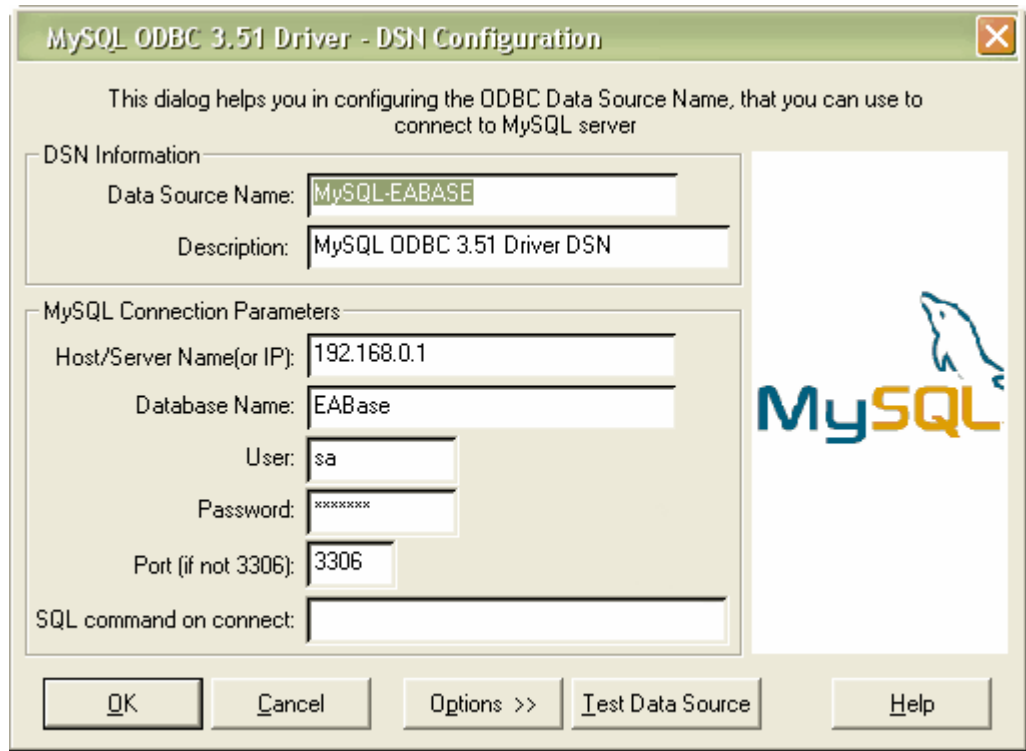 MySQL ODBC 3.51 Driver - DSN Configuration
This dialog helps you in configuring the ODBC Data Source Name, that you can use to
connect to MySQL server
DSN Information
Data Source Name: MySQL-EABASE
Description: MySQL ODBC 3.51 Driver DSN
MySQL Connection Parameters
Host/Server Name(or IP): 192.168.0.1
Database Name: EABase
User: sa
Password: *******
Port (if not 3306): 3306
SQL command on connect:
MySQL
OK Cancel Options >> Test Data Source Help